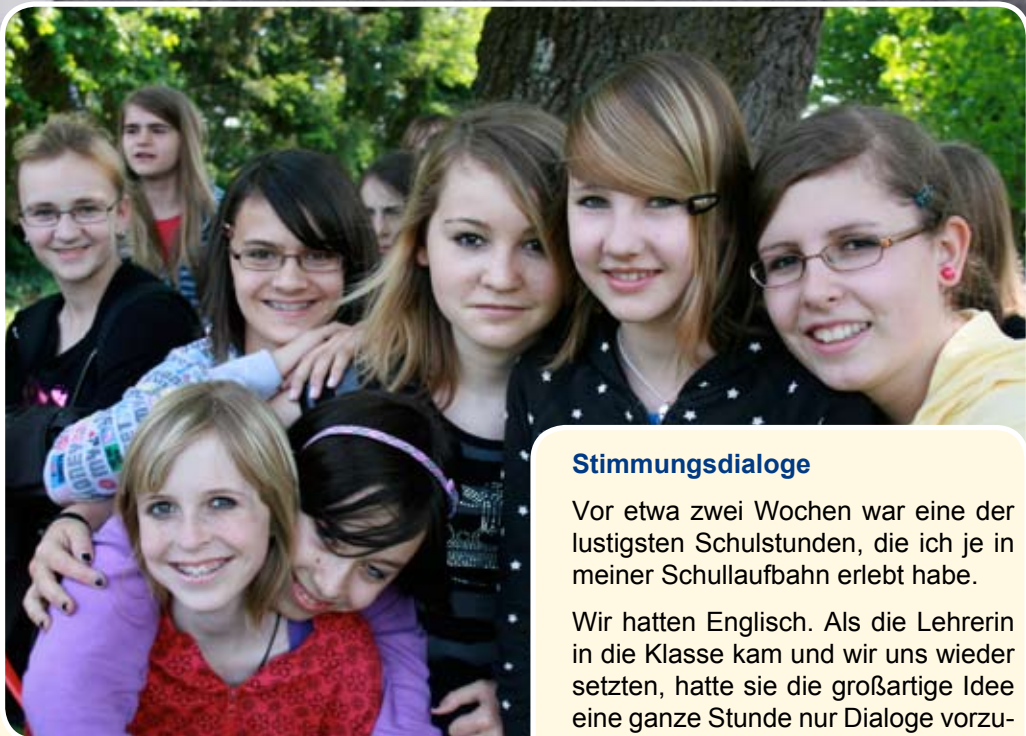 Stimmungsdialoge
Vor etwa zwei Wochen war eine der
lustigsten Schulstunden, die ich je in
meiner Schullaufbahn erlebt habe.
Wir hatten Englisch. Als die Lehrerin
in die Klasse kam und wir uns wieder
setzten, hatte sie die großartige Idee
eine ganze Stunde nur Dialoge vorzu-